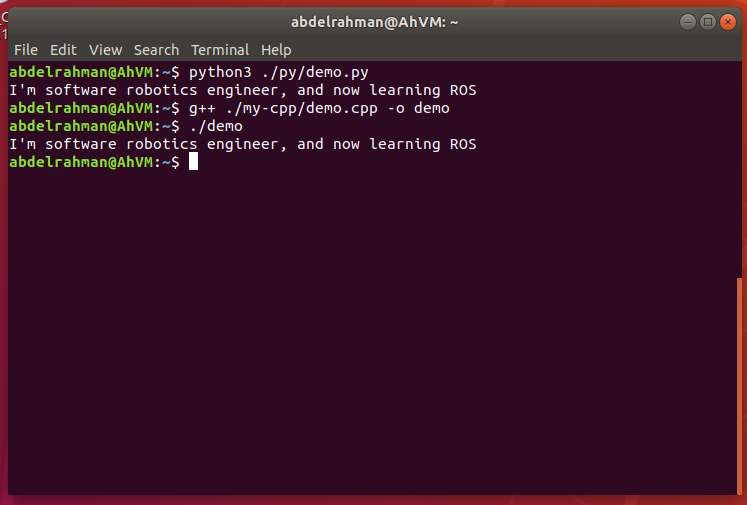 abdelrahman@AhVM: ~
File Edit View Search Terminal Help
abdelrahman@AhVM:~$ python3 ./py/demo.py
I'm software robotics engineer, and now learning ROS
abdelrahman@AhVM:~$ g++ ./my-cpp/demo.cpp -o demo
abdelrahman@AhVM:~$ ./demo
I'm software robotics engineer, and now learning ROS
abdelrahman@AhVM:~$